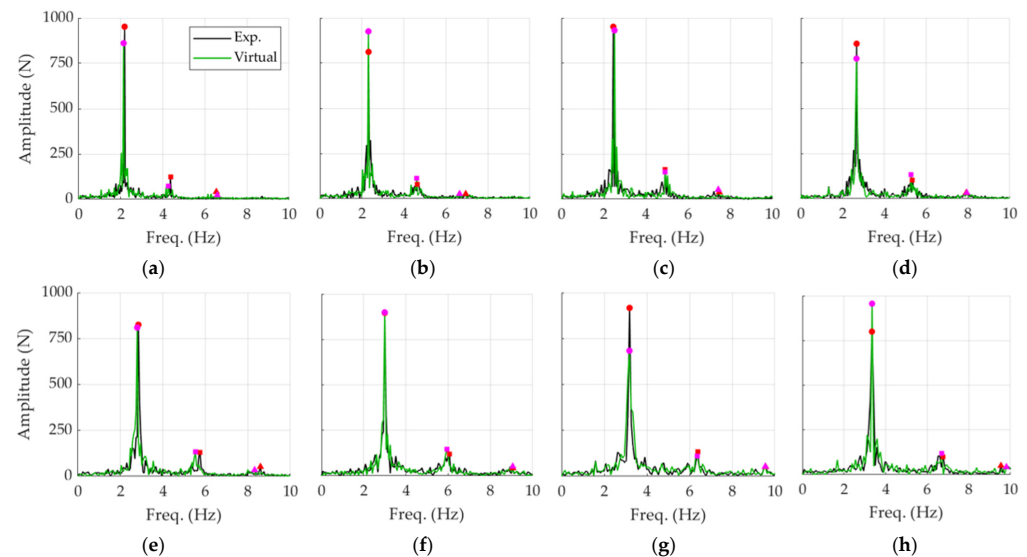 1000
750
500
250
0
Amplitude (N)
Exp.
Virtual
0 2 4 6 8 10
0 2 4 6 8 10
0 2 4 6 8 10
0 2 4 6 8 10
Freq. (Hz)
Freq. (Hz)
Freq. (Hz)
Freq. (Hz)
(a)
(b)
(c)
(d)
1000
750
500
250
0
Amplitude (N)
0 2 4 6 8 10
0 2 4 6 8 10
0 2 4 6 8 10
0 2 4 6 8 10
Freq. (Hz)
Freq. (Hz)
Freq. (Hz)
Freq. (Hz)
(e)
(f)
(g)
(h)